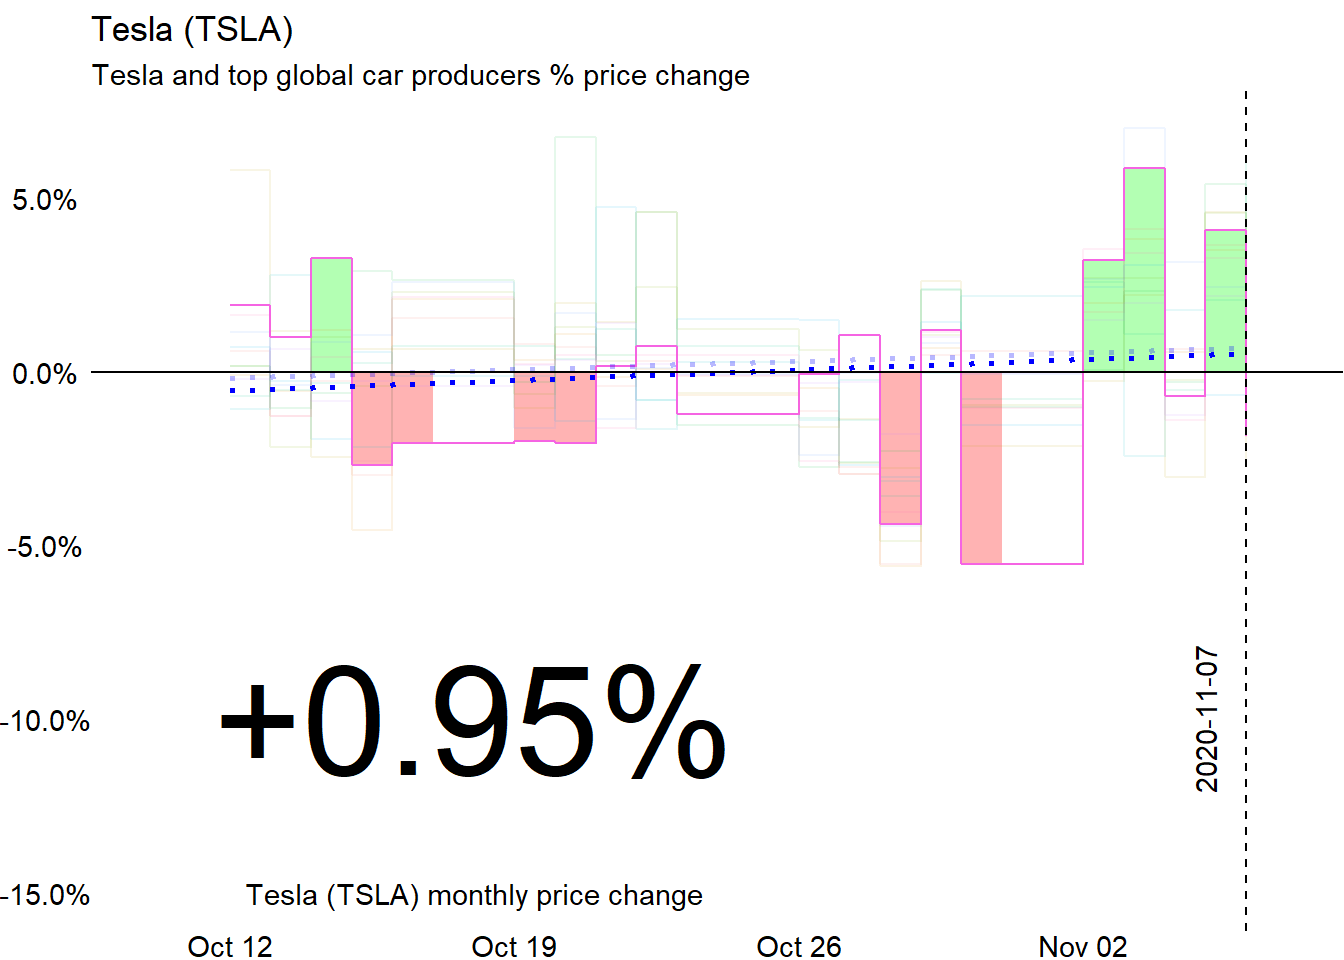 Tesla (TSLA)
Tesla and top global car producers % price change
5.0%
0.0%
-5.0%
-10.0%
-15.0%
+0.95%
Tesla (TSLA) monthly price change
2020-11-07
Oct 12
Oct 19
Oct 26
Nov 02